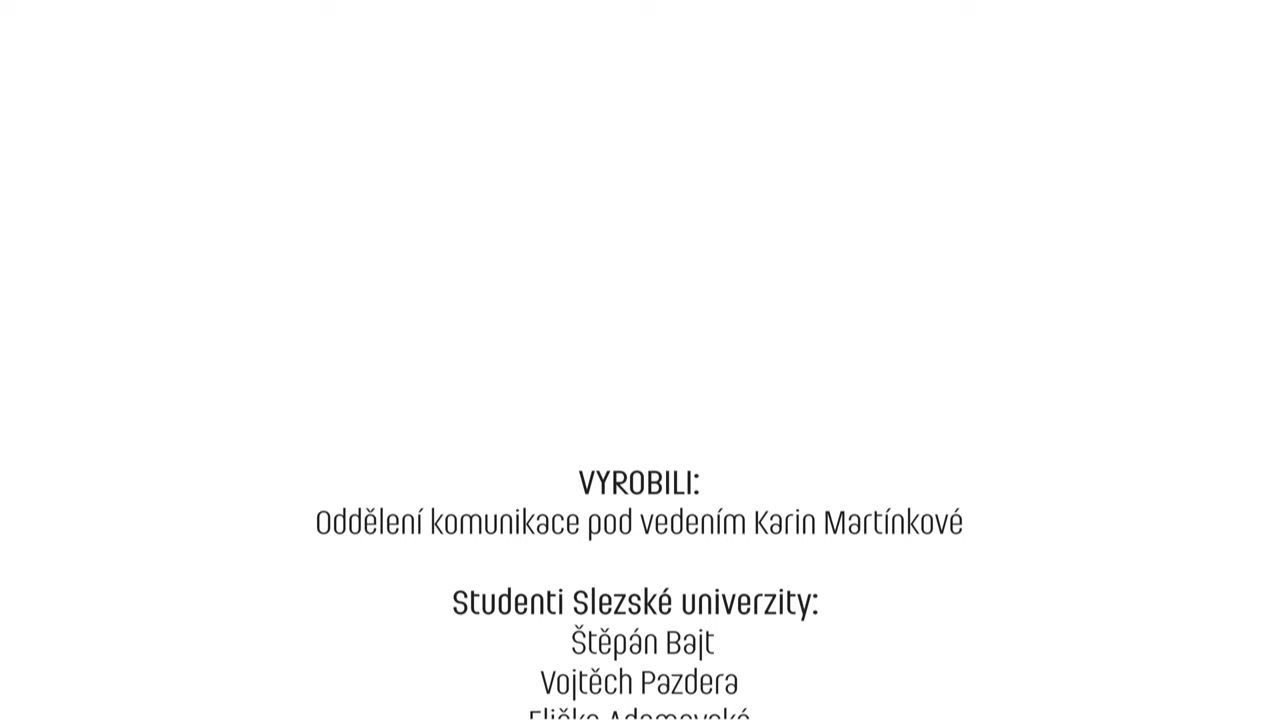 VYROBILI:
Oddělení komunikace pod vedením Karin Martínkové
Studenti Slezské univerzity:
Štěpán Bajt
Vojtěch Pazdera